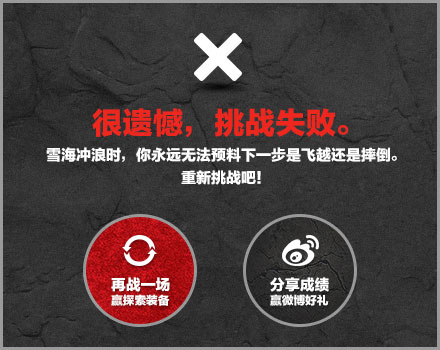 很遗憾，挑战失败。
雪海冲浪时，你永远无法预料下一步是飞越还是摔倒。
重新挑战吧！
再战一场
赢探索装备
分享成绩
赢微博好礼